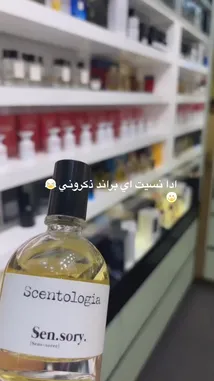 اذا نسيت اي براند ذكروني
Scentologia
Sen.sory.